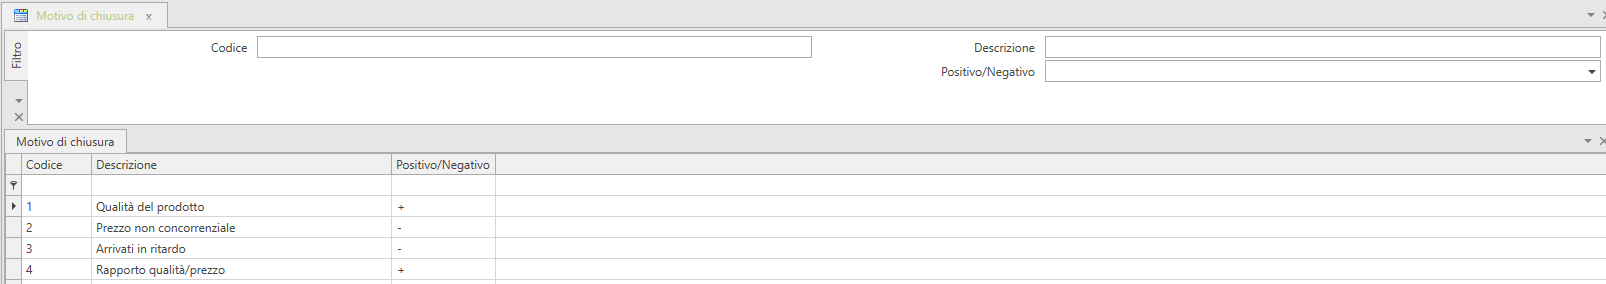 Motivo di chiusura x
Filtro
Codice
Descrizione
Positivo/Negativo
Motivo di chiusura
Codice Descrizione Positivo/Negativo
1 Qualità del prodotto +
2 Prezzo non concorrenziale -
3 Arrivati in ritardo -
4 Rapporto qualità/prezzo +